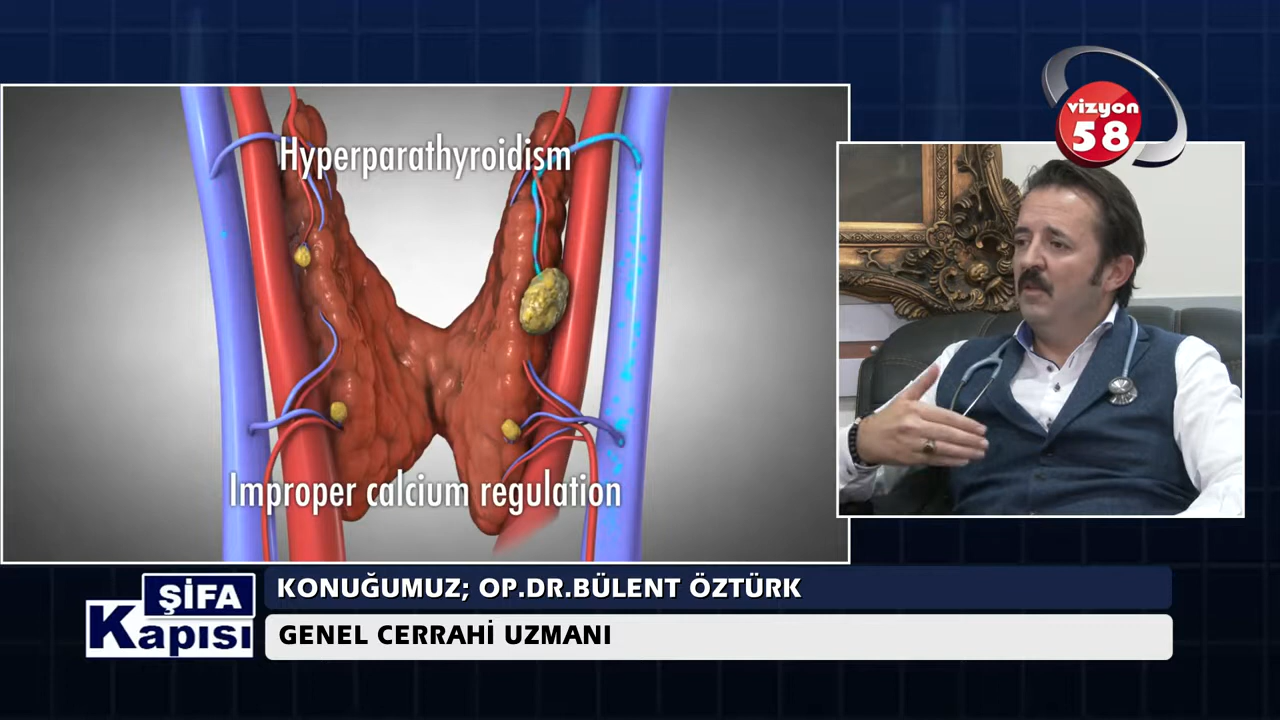 vizyon
58
Hyperparathyroidism
Improper calcium regulation
ŞİFA
Kapısı
KONUĞUMUZ; OP.DR.BÜLENT ÖZTÜRK
GENEL CERRAHİ UZMANI